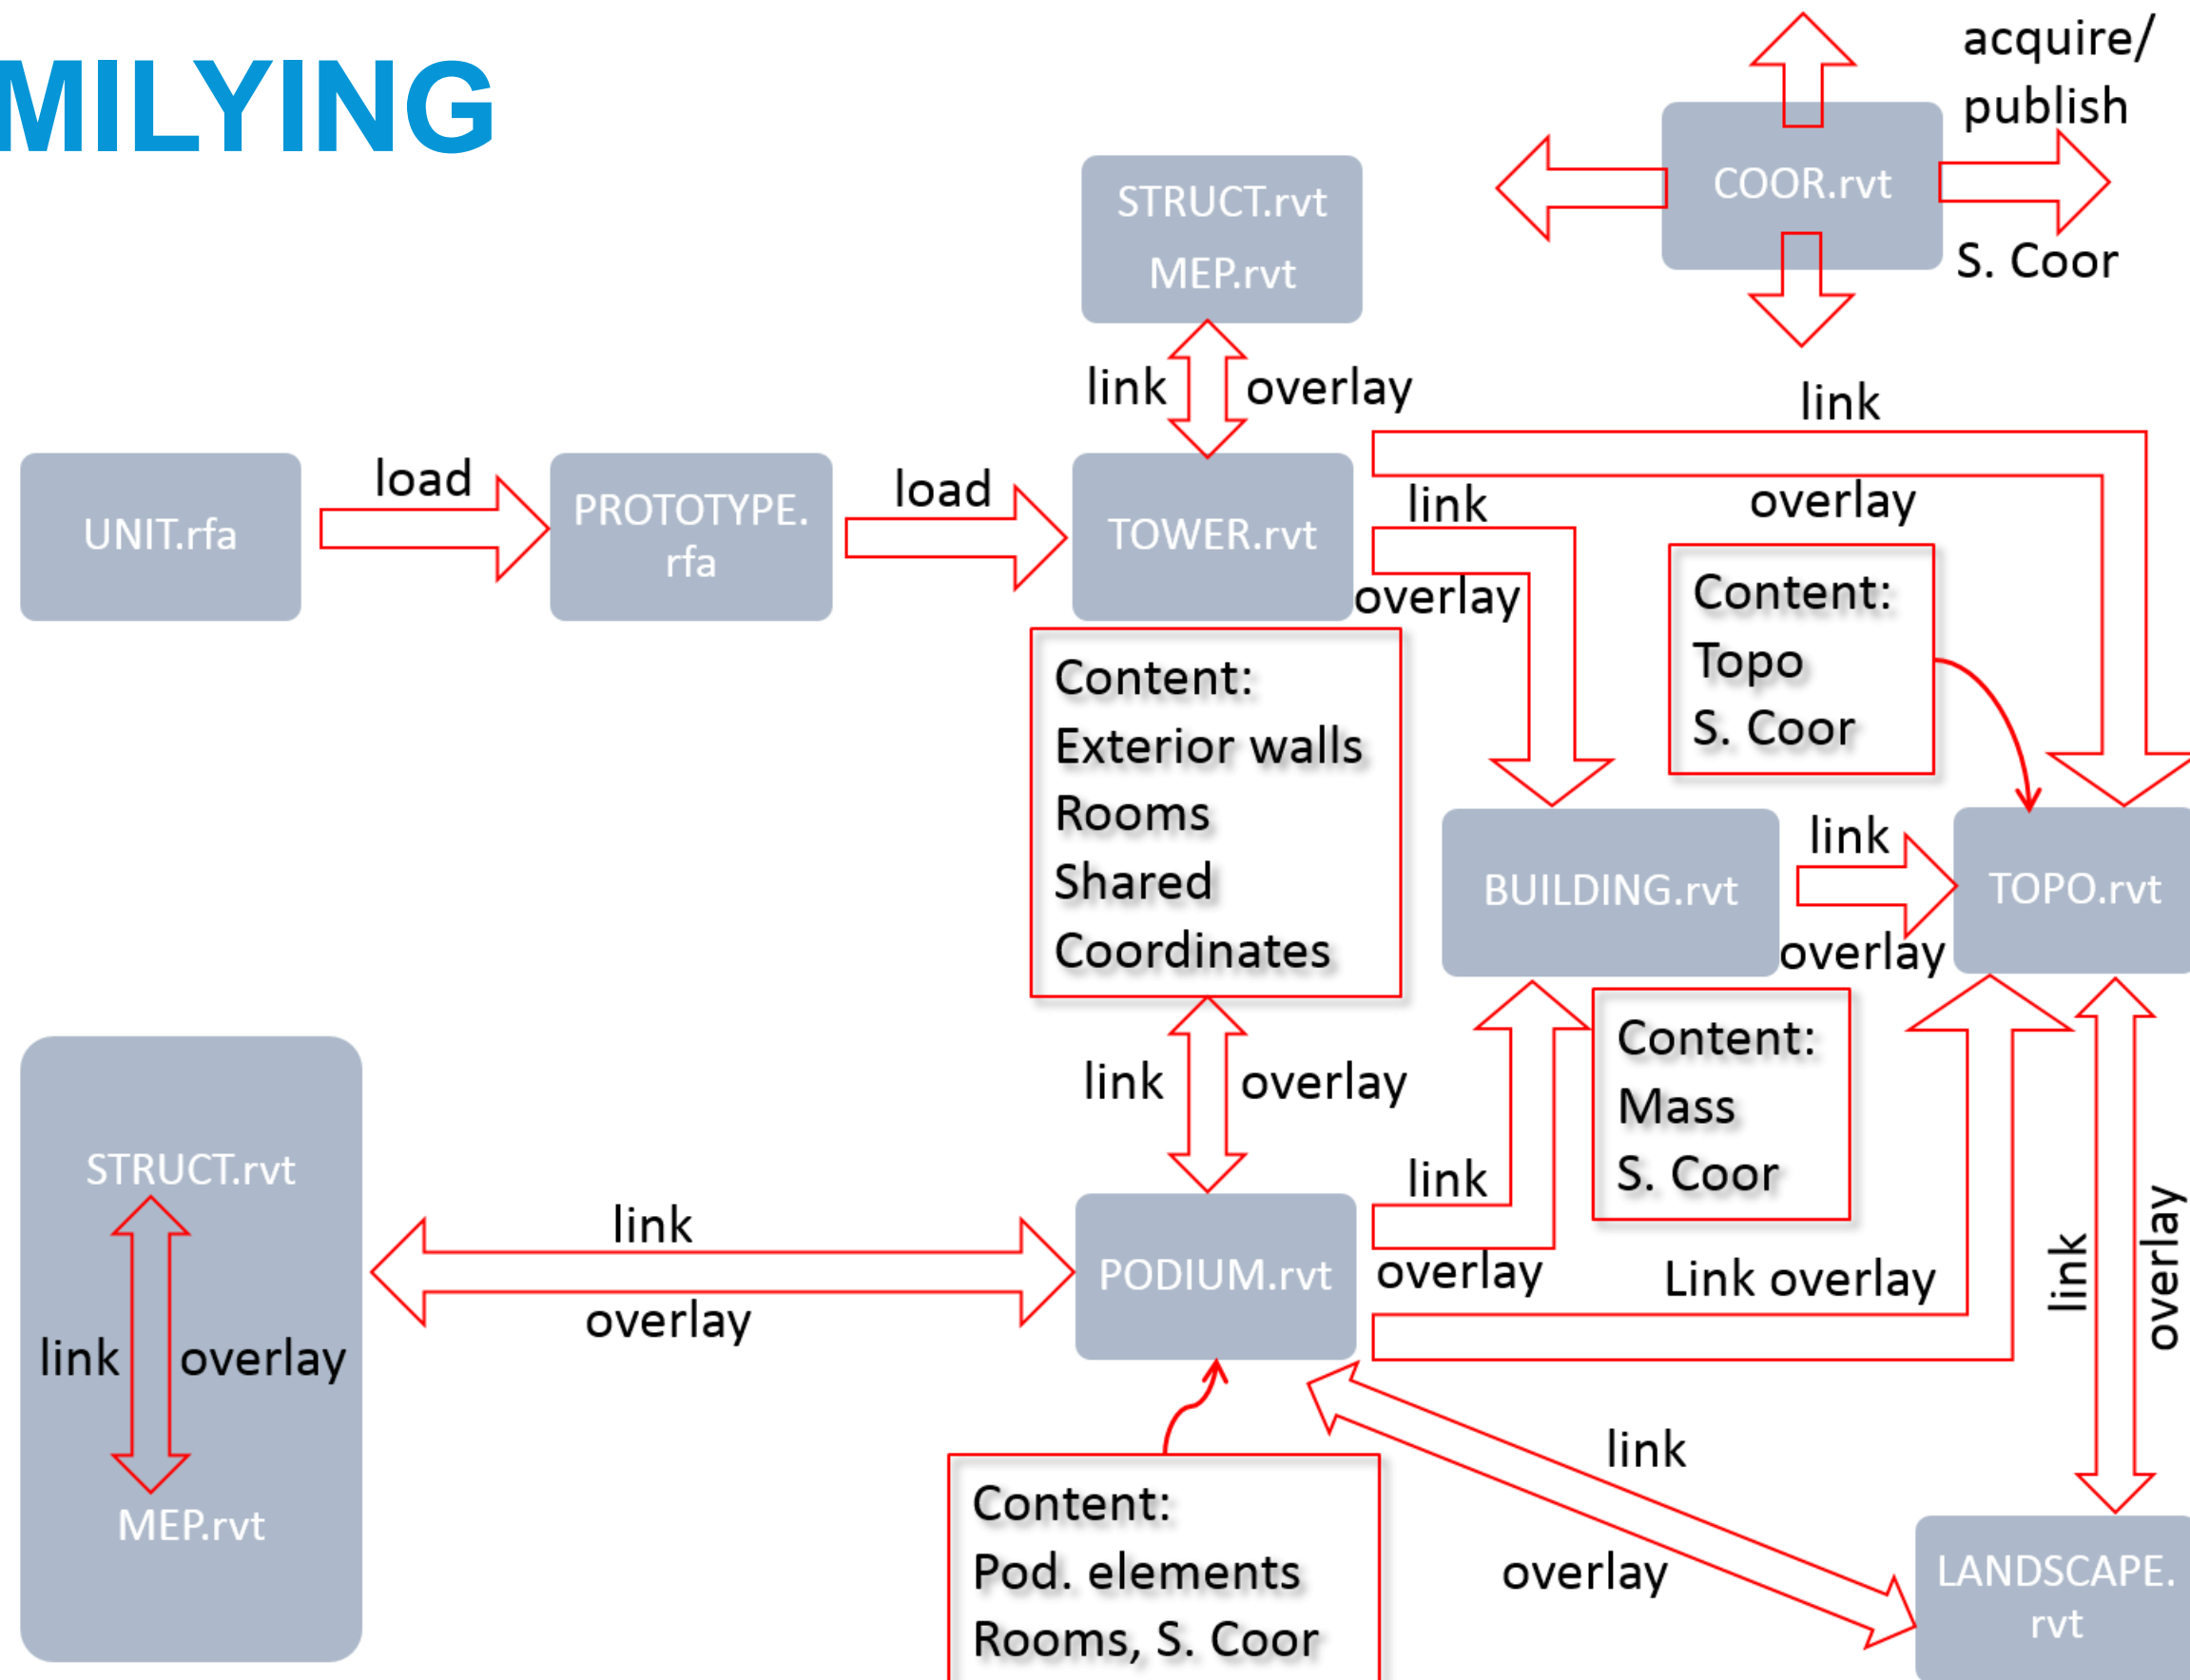 MILYING
acquire/
publish
COOR.rvt
S. Coor
STRUCT.rvt
MEP.rvt
link
overlay
link
overlay
UNIT.rfa
load
PROTOTYPE.
rfa
load
TOWER.rvt
link
overlay
Content:
Topo
S. Coor
Content:
Exterior walls
Rooms
Shared
Coordinates
BUILDING.rvt
link
overlay
TOPO.rvt
Content:
Mass
S. Coor
link
overlay
STRUCT.rvt
link
overlay
MEP.rvt
link
overlay
PODIUM.rvt
link
overlay
Link overlay
link
overlay
link
overlay
Content:
Pod. elements
Rooms, S. Coor
LANDSCAPE.
rvt